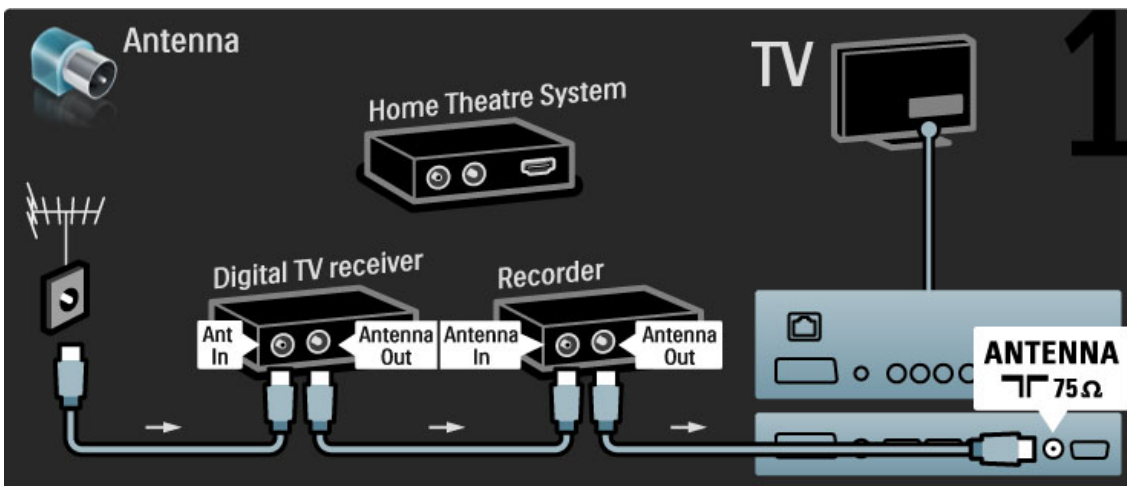 Antenna
TV
1
Home Theatre System
Digital TV receiver
Recorder
Ant
In
Antenna
Out
Antenna
In
Antenna
Out
ANTENNA
75 Ω